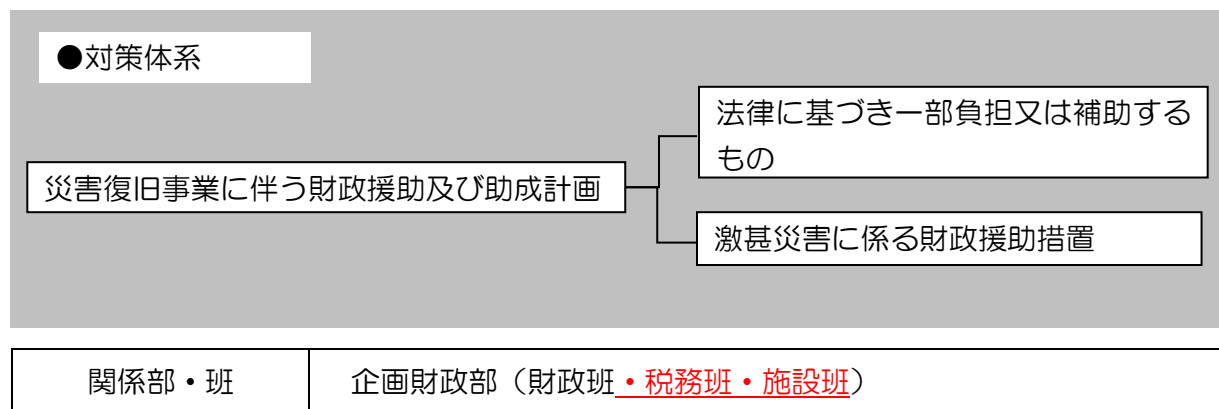 ●対策体系
法律に基づき一部負担又は補助する
もの
災害復旧事業に伴う財政援助及び助成計画
激甚災害に係る財政援助措置
関係部・班 企画財政部（財政班・税務班・施設班）